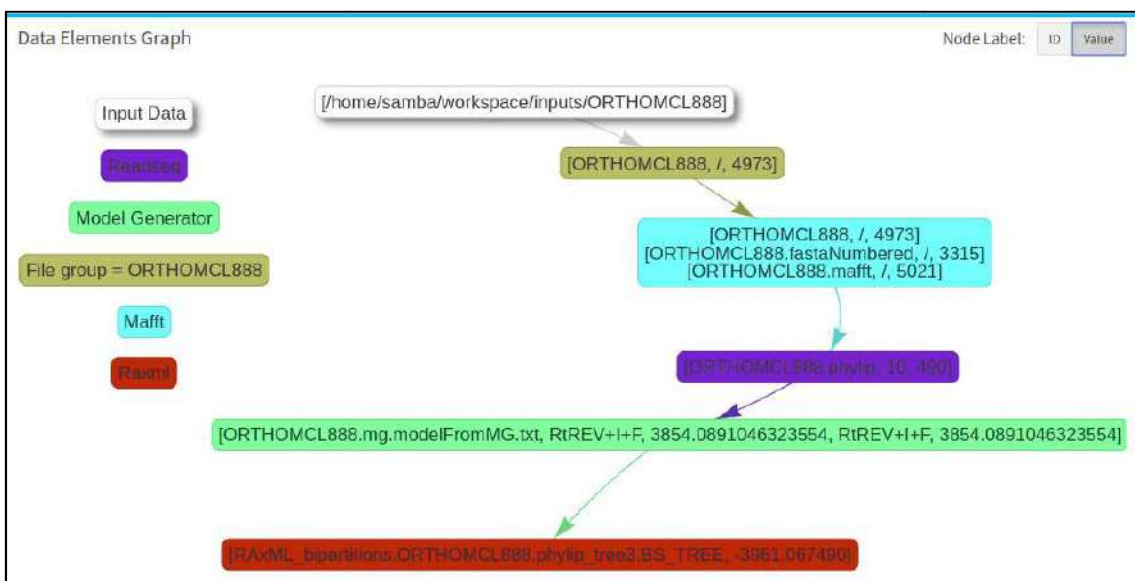 Data Elements Graph
Node Label: ID Value
Input Data
Readseq
Model Generator
File group = ORTHOMCL888
Mafft
Raxml
[/home/samba/workspace/inputs/ORTHOMCL888]
[ORTHOMCL888, /, 4973]
[ORTHOMCL888, /, 4973]
[ORTHOMCL888.fastaNumbered, /, 3315]
[ORTHOMCL888.mafft, /, 5021]
[ORTHOMCL888.phylip, 10, 490]
[ORTHOMCL888.mg.modelFromMG.txt, RtREV+I+F, 3854.0891046323554, RtREV+I+F, 3854.0891046323554]
[RAxML_bipartitions.ORTHOMCL888.phylip_tree3.BS_TREE, -3961.067490]